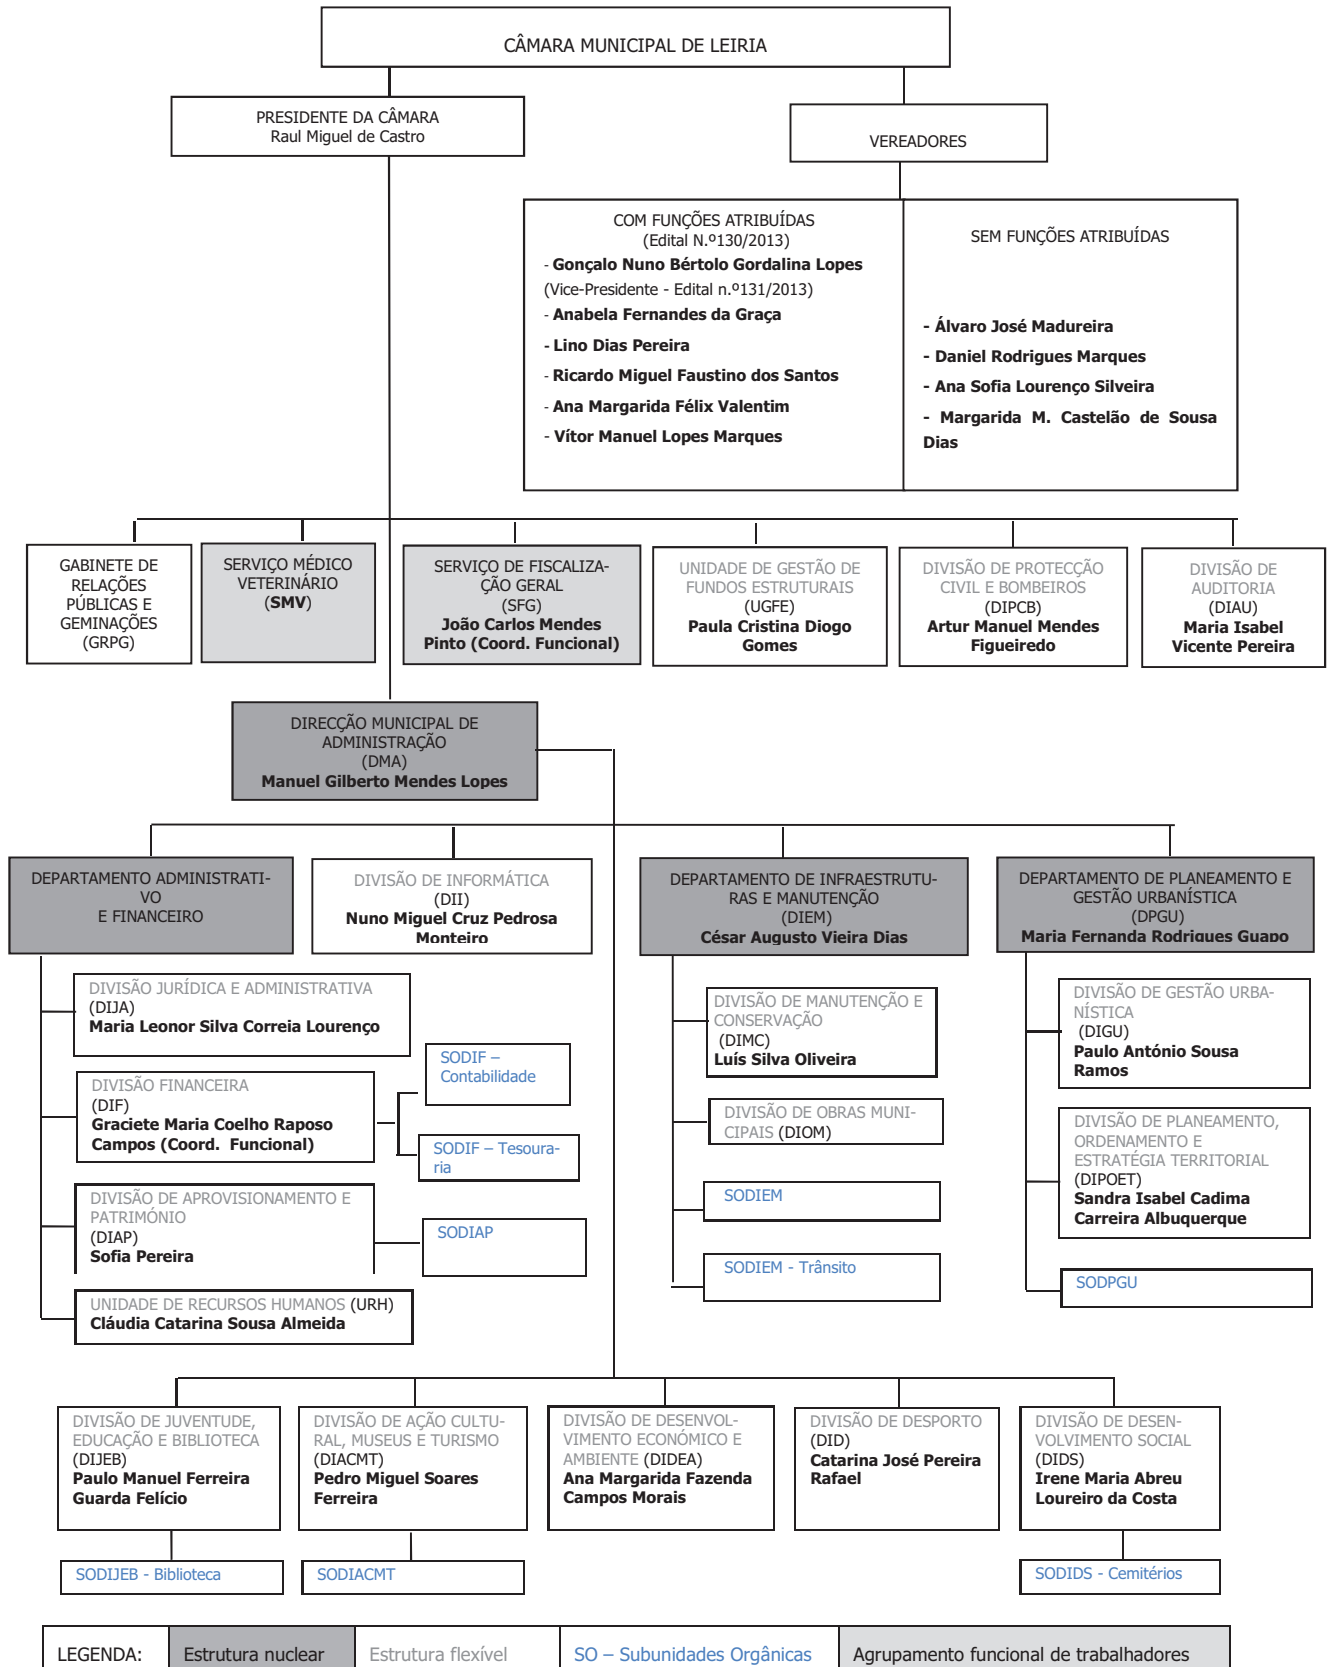 CÂMARA MUNICIPAL DE LEIRIA
PRESIDENTE DA CÂMARA
Raul Miguel de Castro
VEREADORES
COM FUNÇÕES ATRIBUÍDAS
(Edital N.º130/2013)
- Gonçalo Nuno Bértolo Gordalina Lopes
(Vice-Presidente - Edital n.º131/2013)
- Anabela Fernandes da Graça
- Lino Dias Pereira
- Ricardo Miguel Faustino dos Santos
- Ana Margarida Félix Valentim
- Vítor Manuel Lopes Marques
SEM FUNÇÕES ATRIBUÍDAS
- Álvaro José Madureira
- Daniel Rodrigues Marques
- Ana Sofia Lourenço Silveira
- Margarida M. Castelão de Sousa
Dias
GABINETE DE
RELAÇÕES
PÚBLICAS E
GEMINAÇÕES
(GRPG)
SERVIÇO MÉDICO
VETERINÁRIO
(SMV)
SERVIÇO DE FISCALIZA-
ÇÃO GERAL
(SFG)
João Carlos Mendes
Pinto (Coord. Funcional)
UNIDADE DE GESTÃO DE
FUNDOS ESTRUTURAIS
(UGFE)
Paula Cristina Diogo
Gomes
DIVISÃO DE PROTECÇÃO
CIVIL E BOMBEIROS
(DIPCB)
Artur Manuel Mendes
Figueiredo
DIVISÃO DE
AUDITORIA
(DIAU)
Maria Isabel
Vicente Pereira
DIRECÇÃO MUNICIPAL DE
ADMINISTRAÇÃO
(DMA)
Manuel Gilberto Mendes Lopes
DEPARTAMENTO ADMINISTRATI-
VO
E FINANCEIRO
DIVISÃO DE INFORMÁTICA
(DII)
Nuno Miguel Cruz Pedrosa
Monteiro
DEPARTAMENTO DE INFRAESTRUTU-
RAS E MANUTENÇÃO
(DIEM)
César Augusto Vieira Dias
DEPARTAMENTO DE PLANEAMENTO E
GESTÃO URBANÍSTICA
(DPGU)
Maria Fernanda Rodrigues Guapo
DIVISÃO JURÍDICA E ADMINISTRATIVA
(DIJA)
Maria Leonor Silva Correia Lourenço
DIVISÃO FINANCEIRA
(DIF)
Graciete Maria Coelho Raposo
Campos (Coord. Funcional)
SODIF –
Contabilidade
SODIF – Tesoura-
ria
DIVISÃO DE APROVISIONAMENTO E
PATRIMÓNIO
(DIAP)
Sofia Pereira
SODIAP
UNIDADE DE RECURSOS HUMANOS (URH)
Cláudia Catarina Sousa Almeida
DIVISÃO DE MANUTENÇÃO E
CONSERVAÇÃO
(DIMC)
Luís Silva Oliveira
DIVISÃO DE OBRAS MUNI-
CIPAIS (DIOM)
SODIEM
SODIEM - Trânsito
DIVISÃO DE GESTÃO URBA-
NÍSTICA
(DIGU)
Paulo António Sousa
Ramos
DIVISÃO DE PLANEAMENTO,
ORDENAMENTO E
ESTRATÉGIA TERRITORIAL
(DIPOET)
Sandra Isabel Cadima
Carreira Albuquerque
SODPGU
DIVISÃO DE JUVENTUDE,
EDUCAÇÃO E BIBLIOTECA
(DIJEB)
Paulo Manuel Ferreira
Guarda Felício
DIVISÃO DE AÇÃO CULTU-
RAL, MUSEUS E TURISMO
(DIACMT)
Pedro Miguel Soares
Ferreira
DIVISÃO DE DESENVOL-
VIMENTO ECONÓMICO E
AMBIENTE (DIDEA)
Ana Margarida Fazenda
Campos Morais
DIVISÃO DE DESPORTO
(DID)
Catarina José Pereira
Rafael
DIVISÃO DE DESEN-
VOLVIMENTO SOCIAL
(DIDS)
Irene Maria Abreu
Loureiro da Costa
SODIJEB - Biblioteca
SODIACMT
SODIDS - Cemitérios
LEGENDA:
Estrutura nuclear
Estrutura flexível
SO – Subunidades Orgânicas
Agrupamento funcional de trabalhadores